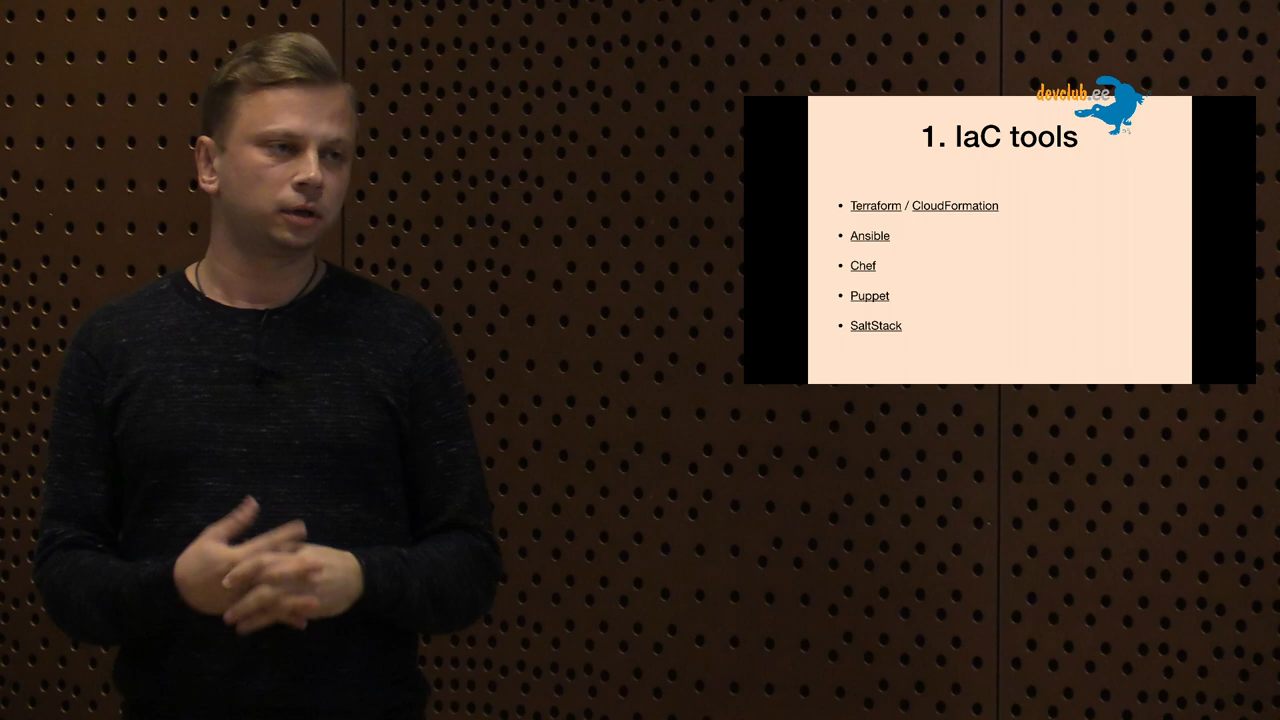 devclub.ee
1. IaC tools
• Terraform / CloudFormation
• Ansible
• Chef
• Puppet
• SaltStack